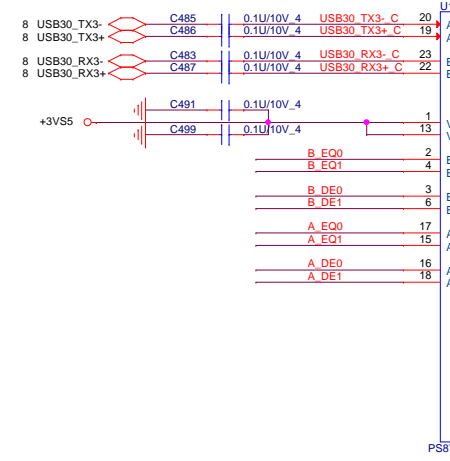 U1
8 USB30_TX3- C485 0.1U/10V_4 USB30_TX3-_C 20
8 USB30_TX3+ C486 0.1U/10V_4 USB30_TX3+_C 19
8 USB30_RX3- C483 0.1U/10V_4 USB30_RX3-_C 23
8 USB30_RX3+ C487 0.1U/10V_4 USB30_RX3+_C 22
C491 0.1U/10V_4
+3VS5 1
C499 0.1U/10V_4 13
B_EQ0 2
B_EQ1 4
B_DE0 3
B_DE1 6
A_EQ0 17
A_EQ1 15
A_DE0 16
A_DE1 18